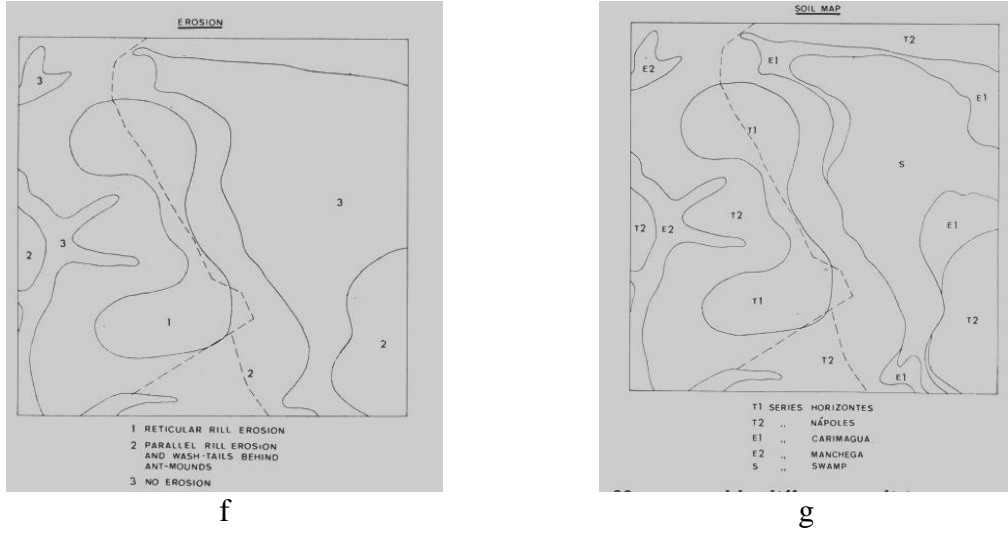 EROSION
3
3
3
2
1
2
2
1 RETICULAR RILL EROSION
2 PARALLEL RILL EROSION
AND WASH-TAILS BEHIND
ANT-MOUNDS
3 NO EROSION
f
SOIL MAP
T2
E2
E1
E1
T1
S
T2
T2
E2
E1
T1
T2
T2
E1
T1 SERIES HORIZONTES
T2 ,, NÁPOLES
E1 ,, CARIMAGUA
E2 ,, MANCHEGA
S ,, SWAMP
g